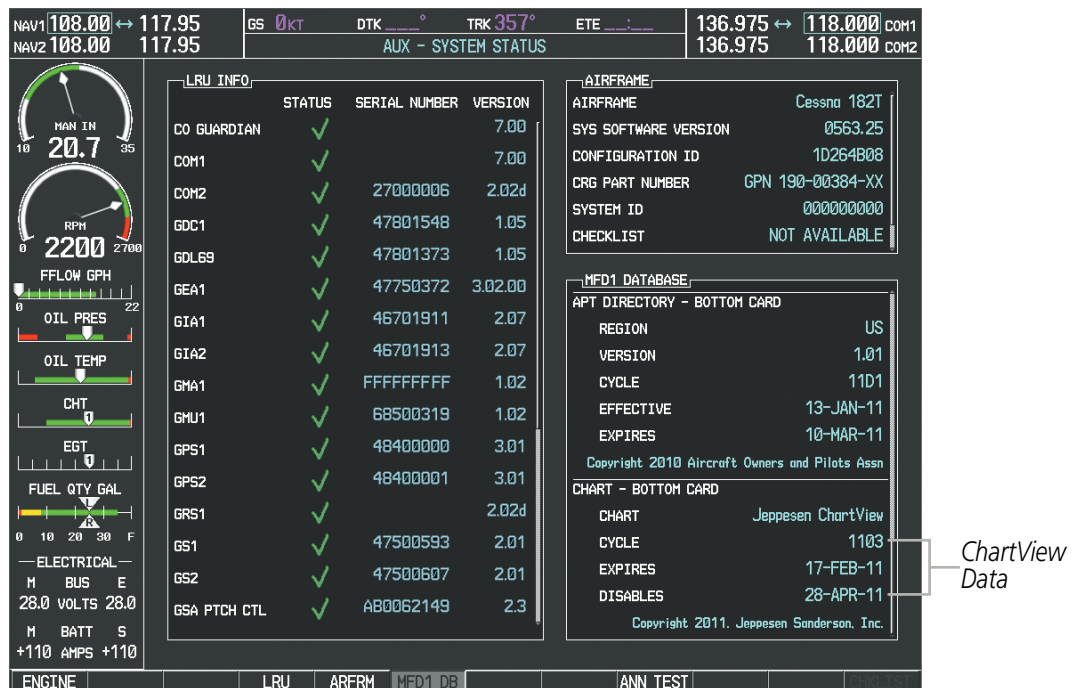 NAV1 108.00 ↔ 117.95
NAV2 108.00 117.95
GS 0KT DTK ___° TRK 357° ETE __:__
AUX - SYSTEM STATUS
136.975 ↔ 118.000 COM1
136.975 118.000 COM2
MAN IN
10 20.7 35
RPM
0 2200 2700
FFLOW GPH
0 22
OIL PRES
OIL TEMP
CHT
1
EGT
1
FUEL QTY GAL
L
R
0 10 20 30 F
ELECTRICAL
M BUS E
28.0 VOLTS 28.0
M BATT S
+110 AMPS +110
LRU INFO
STATUS SERIAL NUMBER VERSION
CO GUARDIAN ✓ 7.00
COM1 ✓ 7.00
COM2 ✓ 27000006 2.02d
GDC1 ✓ 47801548 1.05
GDL69 ✓ 47801373 1.05
GEA1 ✓ 47750372 3.02.00
GIA1 ✓ 46701911 2.07
GIA2 ✓ 46701913 2.07
GMA1 ✓ FFFFFFFFF 1.02
GMU1 ✓ 68500319 1.02
GPS1 ✓ 48400000 3.01
GPS2 ✓ 48400001 3.01
GRS1 ✓ 2.02d
GS1 ✓ 47500593 2.01
GS2 ✓ 47500607 2.01
GSA PTCH CTL ✓ AB0062149 2.3
AIRFRAME
AIRFRAME Cessna 182T
SYS SOFTWARE VERSION 0563.25
CONFIGURATION ID 1D264B08
CRG PART NUMBER GPN 190-00384-XX
SYSTEM ID 000000000
CHECKLIST NOT AVAILABLE
MFD1 DATABASE
APT DIRECTORY - BOTTOM CARD
REGION US
VERSION 1.01
CYCLE 11D1
EFFECTIVE 13-JAN-11
EXPIRES 10-MAR-11
Copyright 2010 Aircraft Owners and Pilots Assn
CHART - BOTTOM CARD
CHART Jeppesen ChartView
CYCLE 1103
EXPIRES 17-FEB-11
DISABLES 28-APR-11
Copyright 2011, Jeppesen Sanderson, Inc.
ChartView
Data
ENGINE LRU ARFRM MFD1 DB ANN TEST CHKLIST